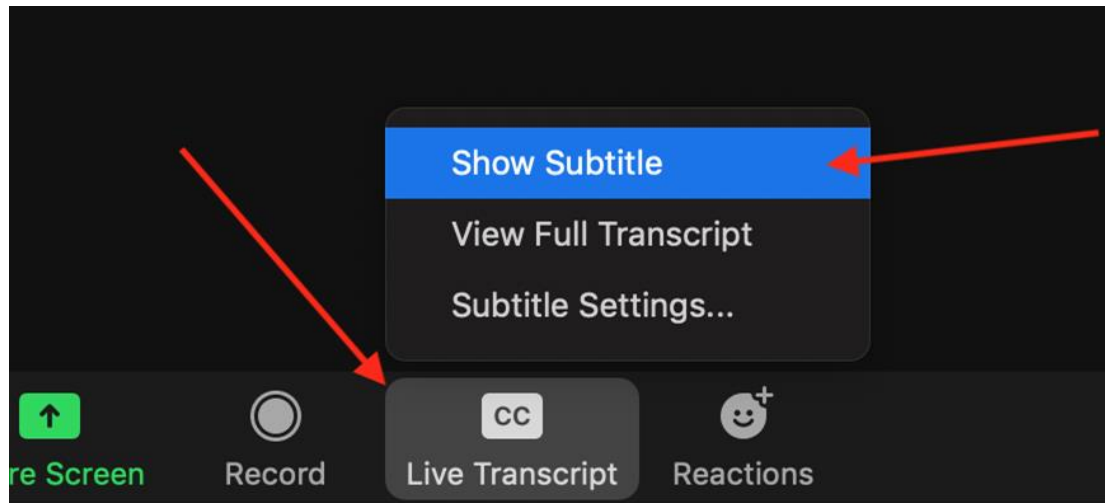 Show Subtitle
View Full Transcript
Subtitle Settings...
CC
re Screen
Record
Live Transcript
Reactions